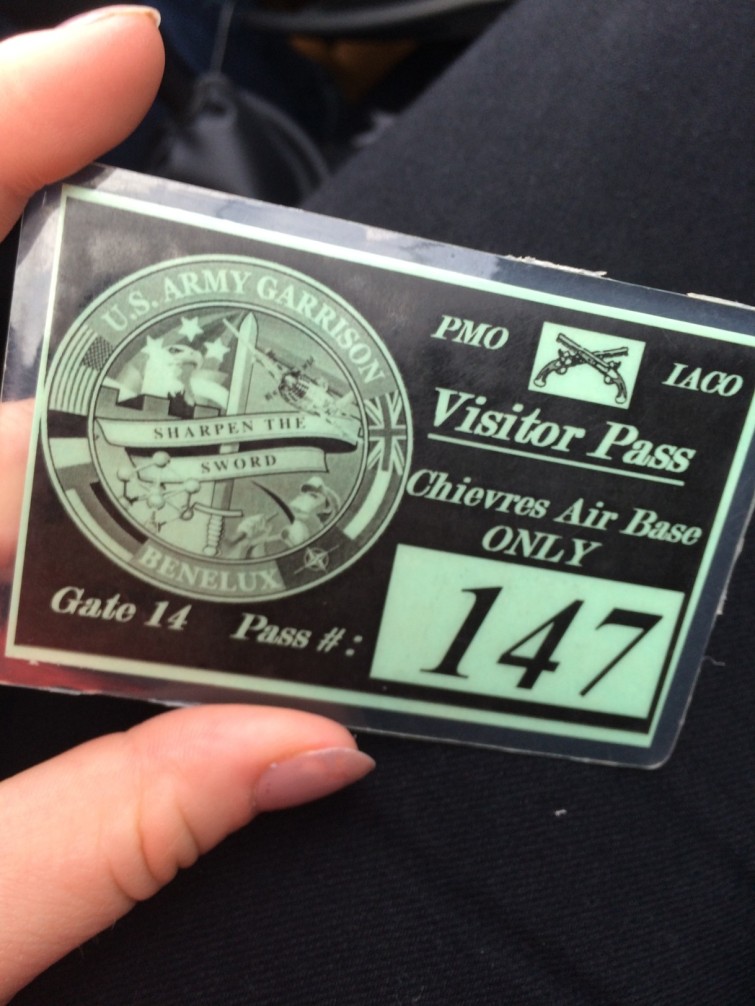 U.S. ARMY GARRISON
SHARPEN THE
SWORD
BENELUX
PMO
IACO
Visitor Pass
Chievres Air Base
ONLY
Gate 14 Pass #: 147